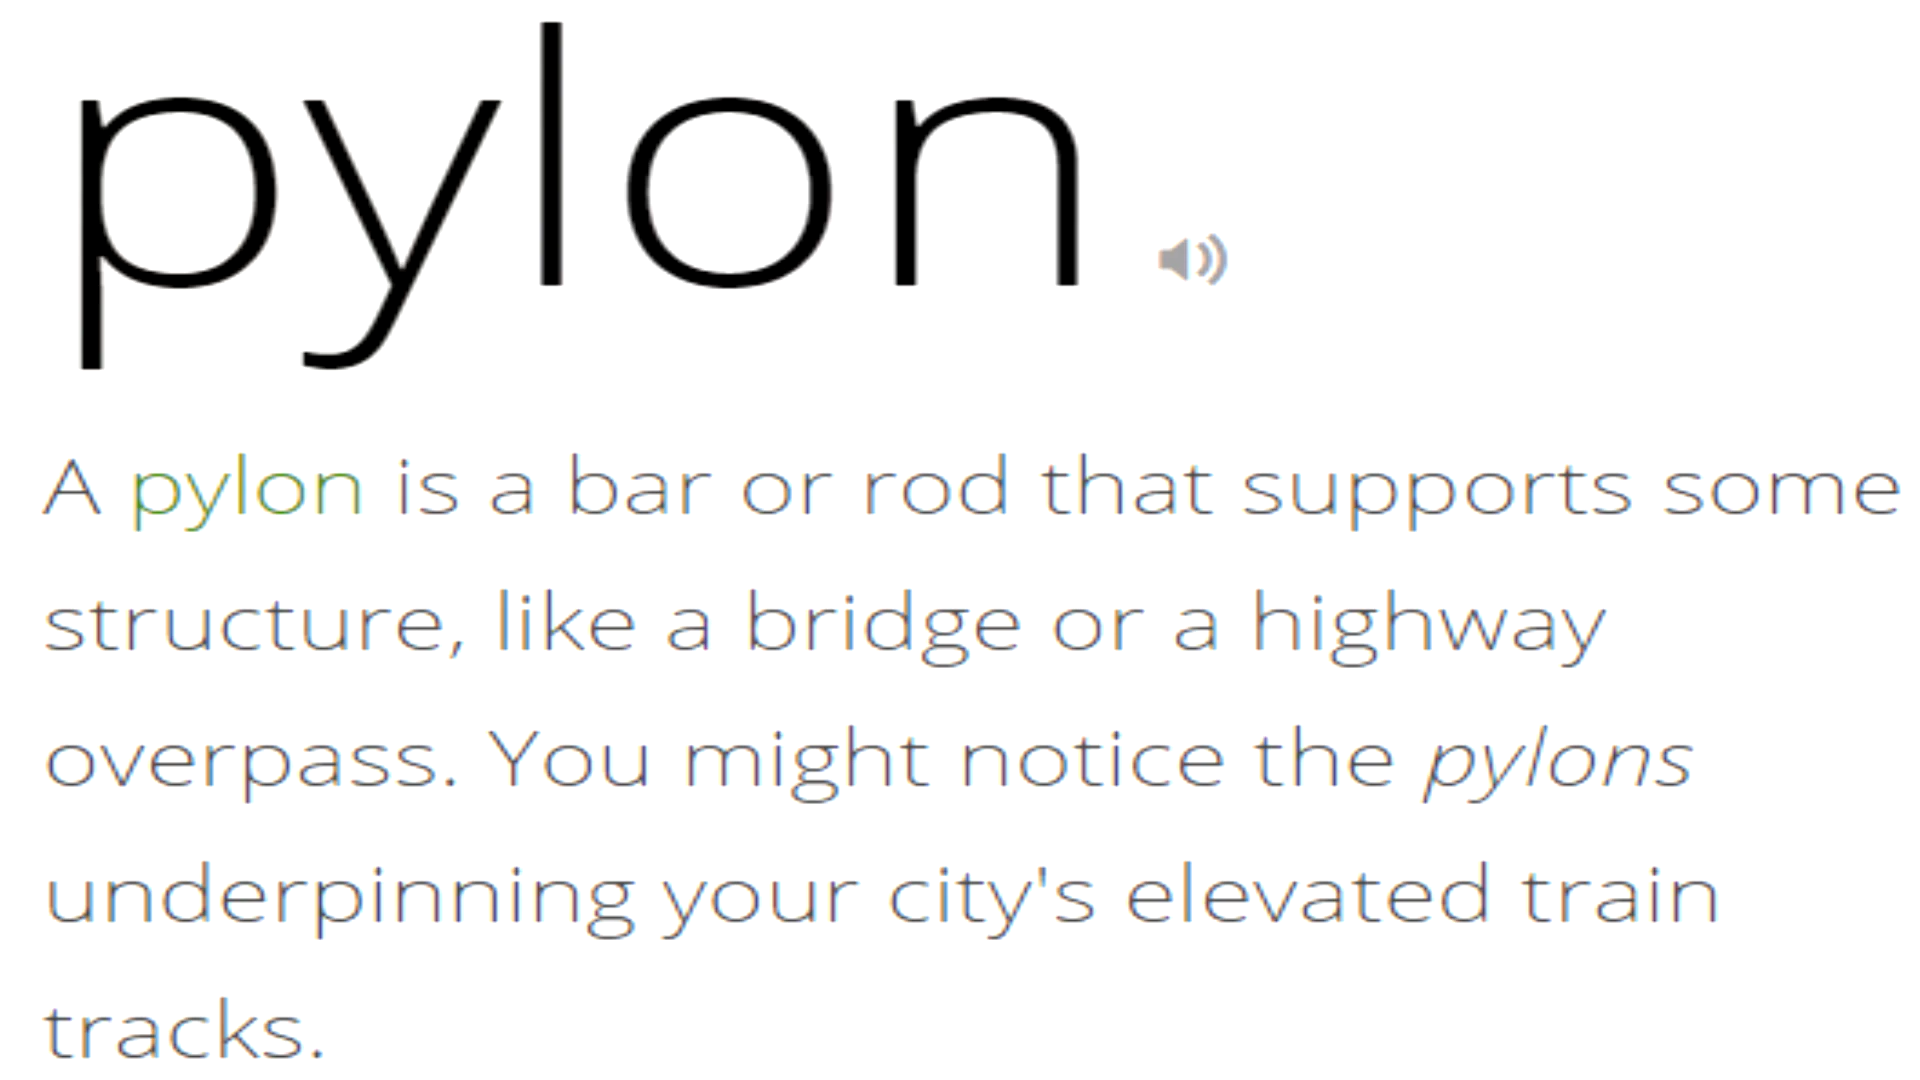 pylon
A pylon is a bar or rod that supports some
structure, like a bridge or a highway
overpass. You might notice the pylons
underpinning your city's elevated train
tracks.